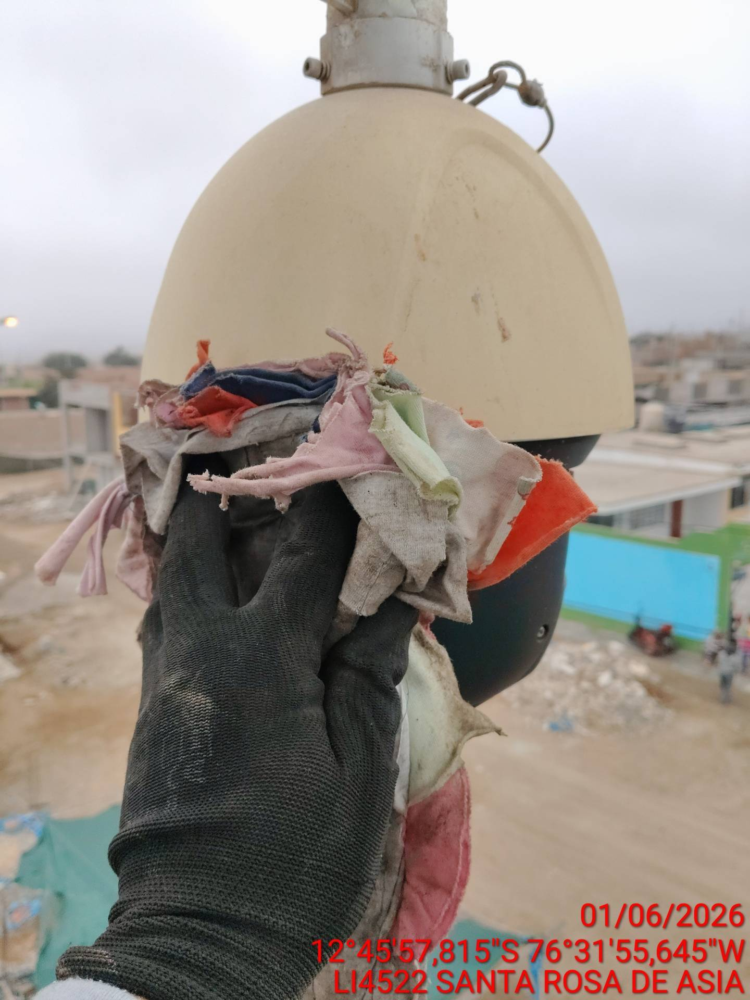 01/06/2026
12°45'57,815"S 76°31'55,645"W
LI4522 SANTA ROSA DE ASIA